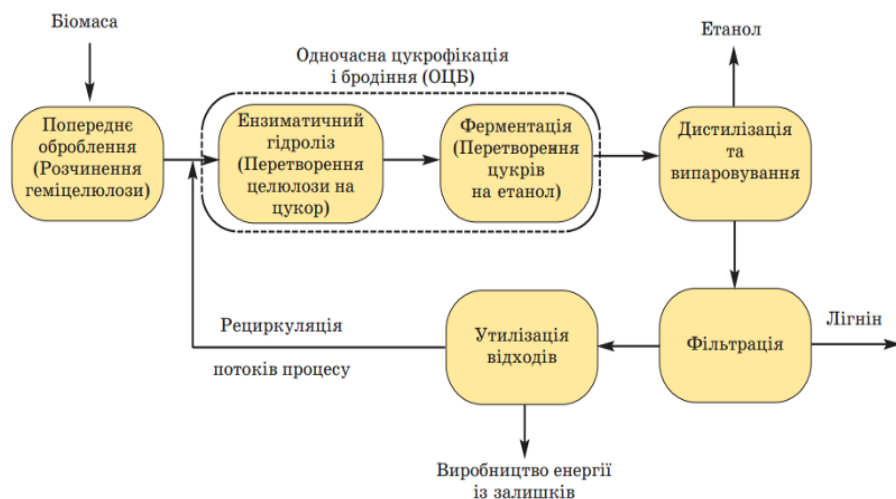 Біомаса
Етанол
Одночасна цукрофікація
і бродіння (ОЦБ)
Попереднє
оброблення
(Розчинення
геміцелюлози)
Ензиматичний
гідроліз
(Перетворення
целюлози на
цукор)
Ферментація
(Перетворення
цукрів
на етанол)
Дистилізація
та
випаровування
Рециркуляція
потоків процесу
Утилізація
відходів
Фільтрація
Лігнін
Виробництво енергії
із залишків